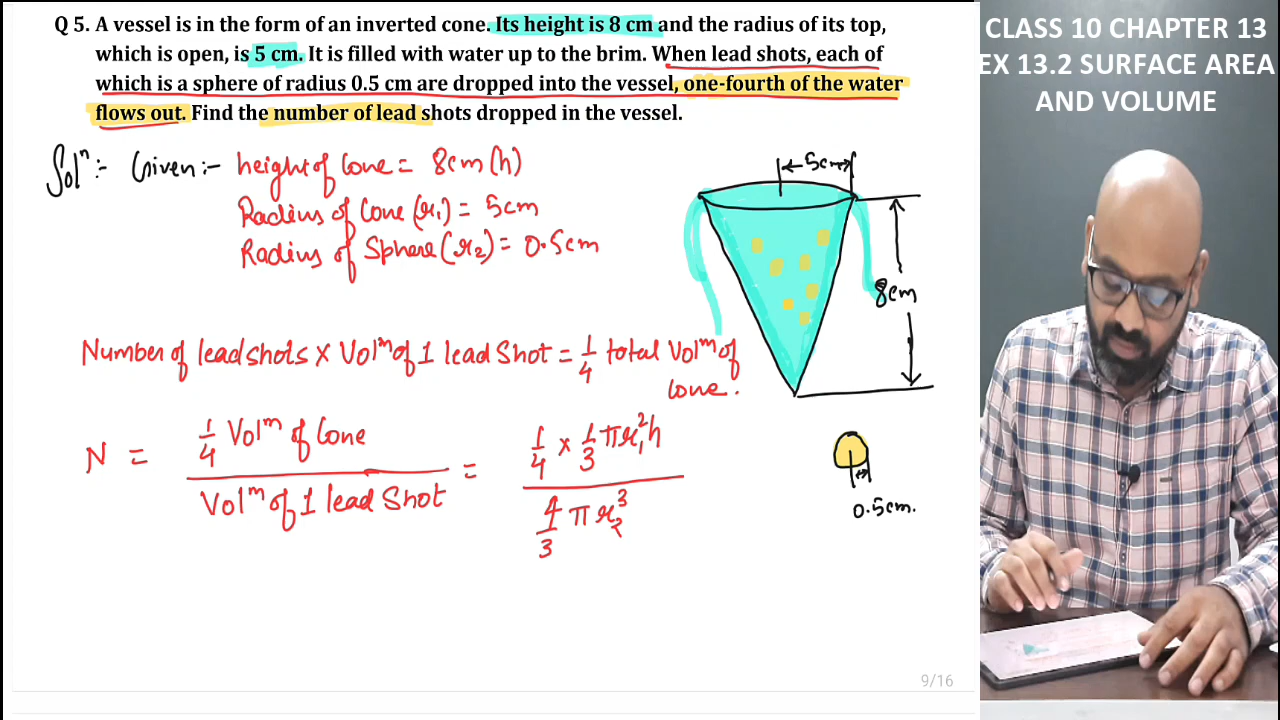 Q 5. A vessel is in the form of an inverted cone. Its height is 8 cm and the radius of its top,
which is open, is 5 cm. It is filled with water up to the brim. When lead shots, each of
which is a sphere of radius 0.5 cm are dropped into the vessel, one-fourth of the water
flows out. Find the number of lead shots dropped in the vessel.
Solⁿ:- Given:- height of Cone = 8cm (h)
Radius of Cone (r₁) = 5cm
Radius of Sphere (r₂) = 0.5cm
Number of lead shots × Volᵐ of 1 lead Shot = 1/4 total Volᵐ of
Cone.
N = (1/4 Volᵐ of Cone)/(Volᵐ of 1 lead Shot) = (1/4 × 1/3 πr₁²h)/(4/3 πr₂³)
5cm
8cm
0.5cm.
9/16
CLASS 10 CHAPTER 13
EX 13.2 SURFACE AREA
AND VOLUME